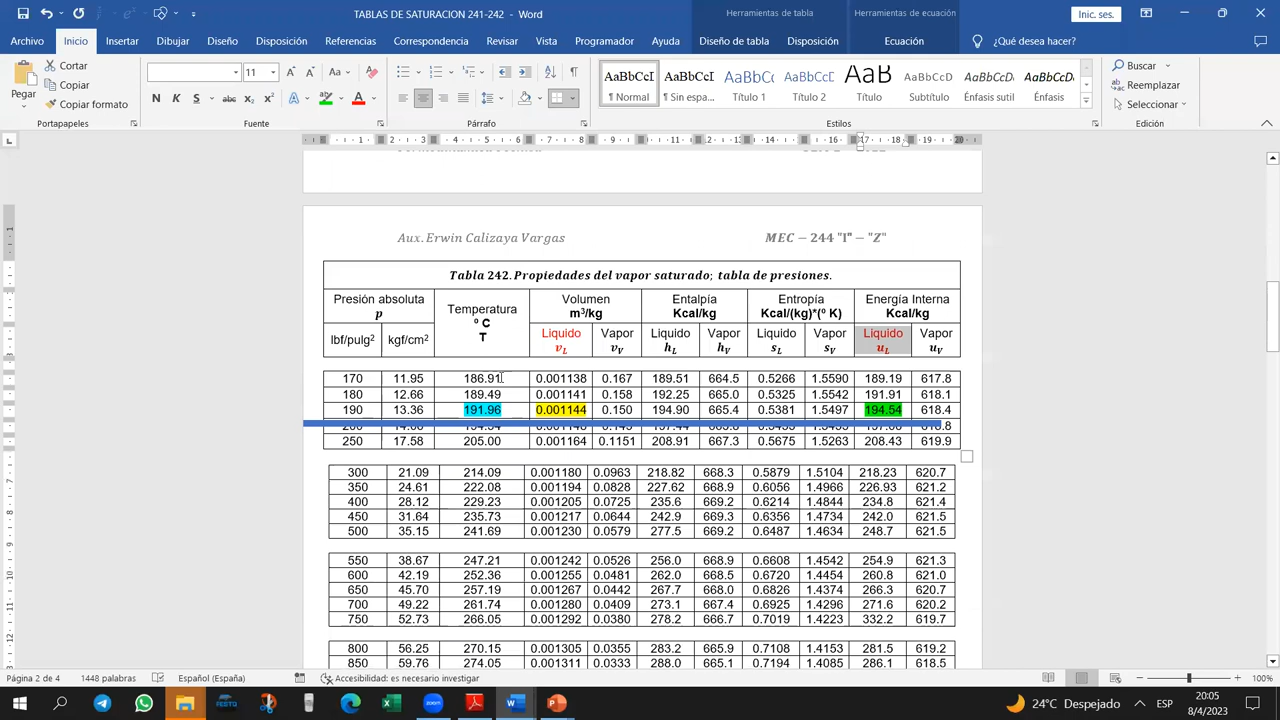 TABLAS DE SATURACION 241-242 - Word
Herramientas de tabla
Herramientas de ecuación
Inic. ses.
Archivo Inicio Insertar Dibujar Diseño Disposición Referencias Correspondencia Revisar Vista Programador Ayuda Diseño de tabla Disposición Ecuación ¿Qué desea hacer?
Pegar
Cortar
Copiar
Copiar formato
Portapapeles
11
Aa
N K S abc X2 X2
Fuente
Párrafo
AaBbCcI AaBbCcI AaBbCc AaBbCcI AaB AaBbCcI AaBbCcI AaBbCcI
¶ Normal ¶ Sin espa... Título 1 Título 2 Título Subtítulo Énfasis sutil Énfasis
Estilos
Buscar
Reemplazar
Seleccionar
Edición
Aux. Erwin Calizaya Vargas
MEC – 244 "I" – "Z"
Tabla 242. Propiedades del vapor saturado; tabla de presiones.
Presión absoluta p
Temperatura º C T
Volumen m3/kg
Entalpía Kcal/kg
Entropía Kcal/(kg)*(º K)
Energía Interna Kcal/kg
lbf/pulg2 kgf/cm2 Liquido vL Vapor vV Liquido hL Vapor hV Liquido sL Vapor sV Liquido uL Vapor uV
170 11.95 186.91 0.001138 0.167 189.51 664.5 0.5266 1.5590 189.19 617.8
180 12.66 189.49 0.001141 0.158 192.25 665.0 0.5325 1.5542 191.91 618.1
190 13.36 191.96 0.001144 0.150 194.90 665.4 0.5381 1.5497 194.54 618.4
250 17.58 205.00 0.001164 0.1151 208.91 667.3 0.5675 1.5263 208.43 619.9
300 21.09 214.09 0.001180 0.0963 218.82 668.3 0.5879 1.5104 218.23 620.7
350 24.61 222.08 0.001194 0.0828 227.62 668.9 0.6056 1.4966 226.93 621.2
400 28.12 229.23 0.001205 0.0725 235.6 669.2 0.6214 1.4844 234.8 621.4
450 31.64 235.73 0.001217 0.0644 242.9 669.3 0.6356 1.4734 242.0 621.5
500 35.15 241.69 0.001230 0.0579 277.5 669.2 0.6487 1.4634 248.7 621.5
550 38.67 247.21 0.001242 0.0526 256.0 668.9 0.6608 1.4542 254.9 621.3
600 42.19 252.36 0.001255 0.0481 262.0 668.5 0.6720 1.4454 260.8 621.0
650 45.70 257.19 0.001267 0.0442 267.7 668.0 0.6826 1.4374 266.3 620.7
700 49.22 261.74 0.001280 0.0409 273.1 667.4 0.6925 1.4296 271.6 620.2
750 52.73 266.05 0.001292 0.0380 278.2 666.7 0.7019 1.4223 332.2 619.7
800 56.25 270.15 0.001305 0.0355 283.2 665.9 0.7108 1.4153 281.5 619.2
850 59.76 274.05 0.001311 0.0333 288.0 665.1 0.7194 1.4085 286.1 618.5
Página 2 de 4 1448 palabras Español (España) Accesibilidad: es necesario investigar 100%
24°C Despejado
ESP
20:05
8/4/2023